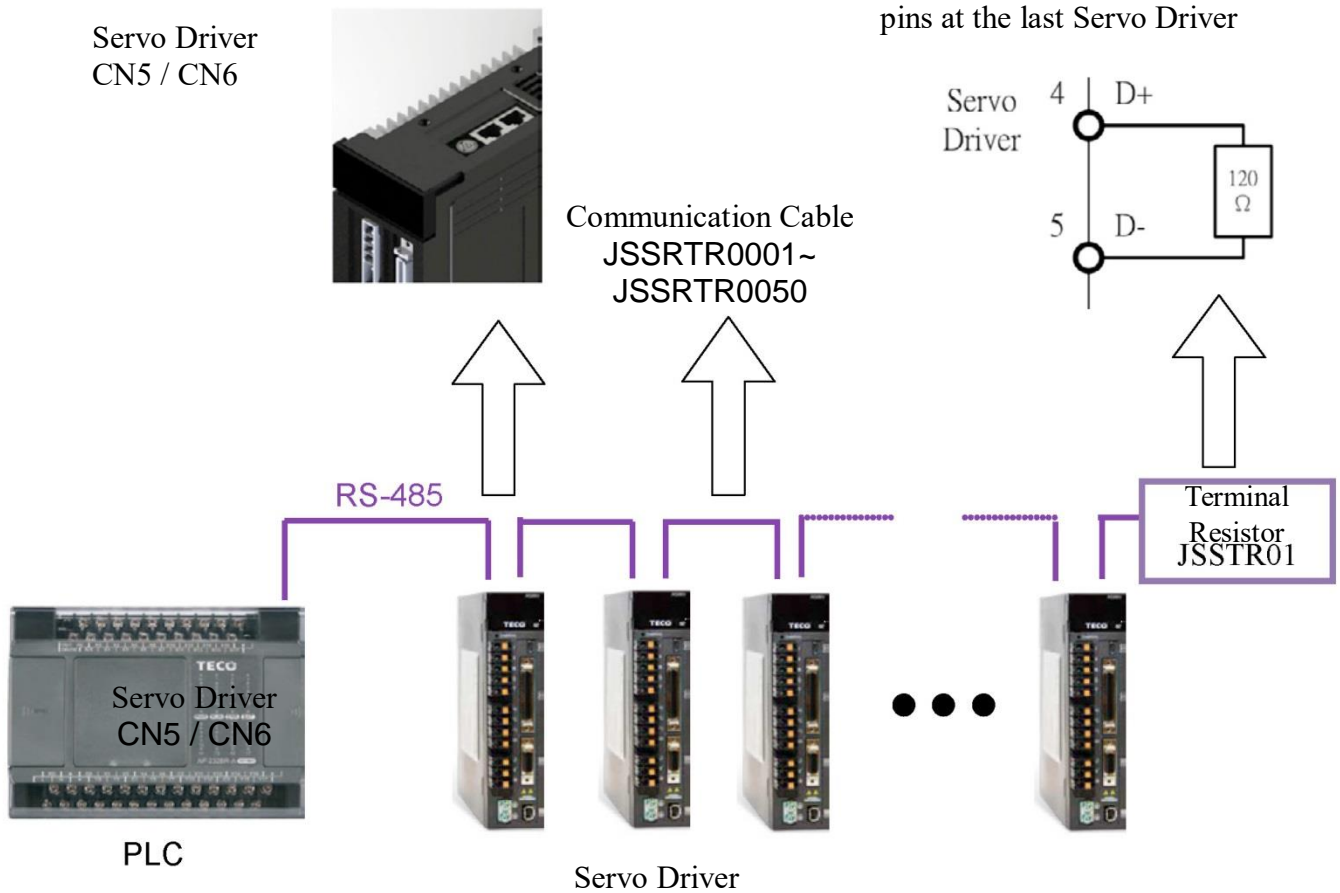 Servo Driver
CN5 / CN6
pins at the last Servo Driver
Servo
Driver
4
D+
120
Ω
5
D-
Communication Cable
JSSRTR0001~
JSSRTR0050
RS-485
Terminal
Resistor
JSSTR01
TECO
Servo Driver
CN5 / CN6
PLC
TECO
TECO
TECO
TECO
Servo Driver